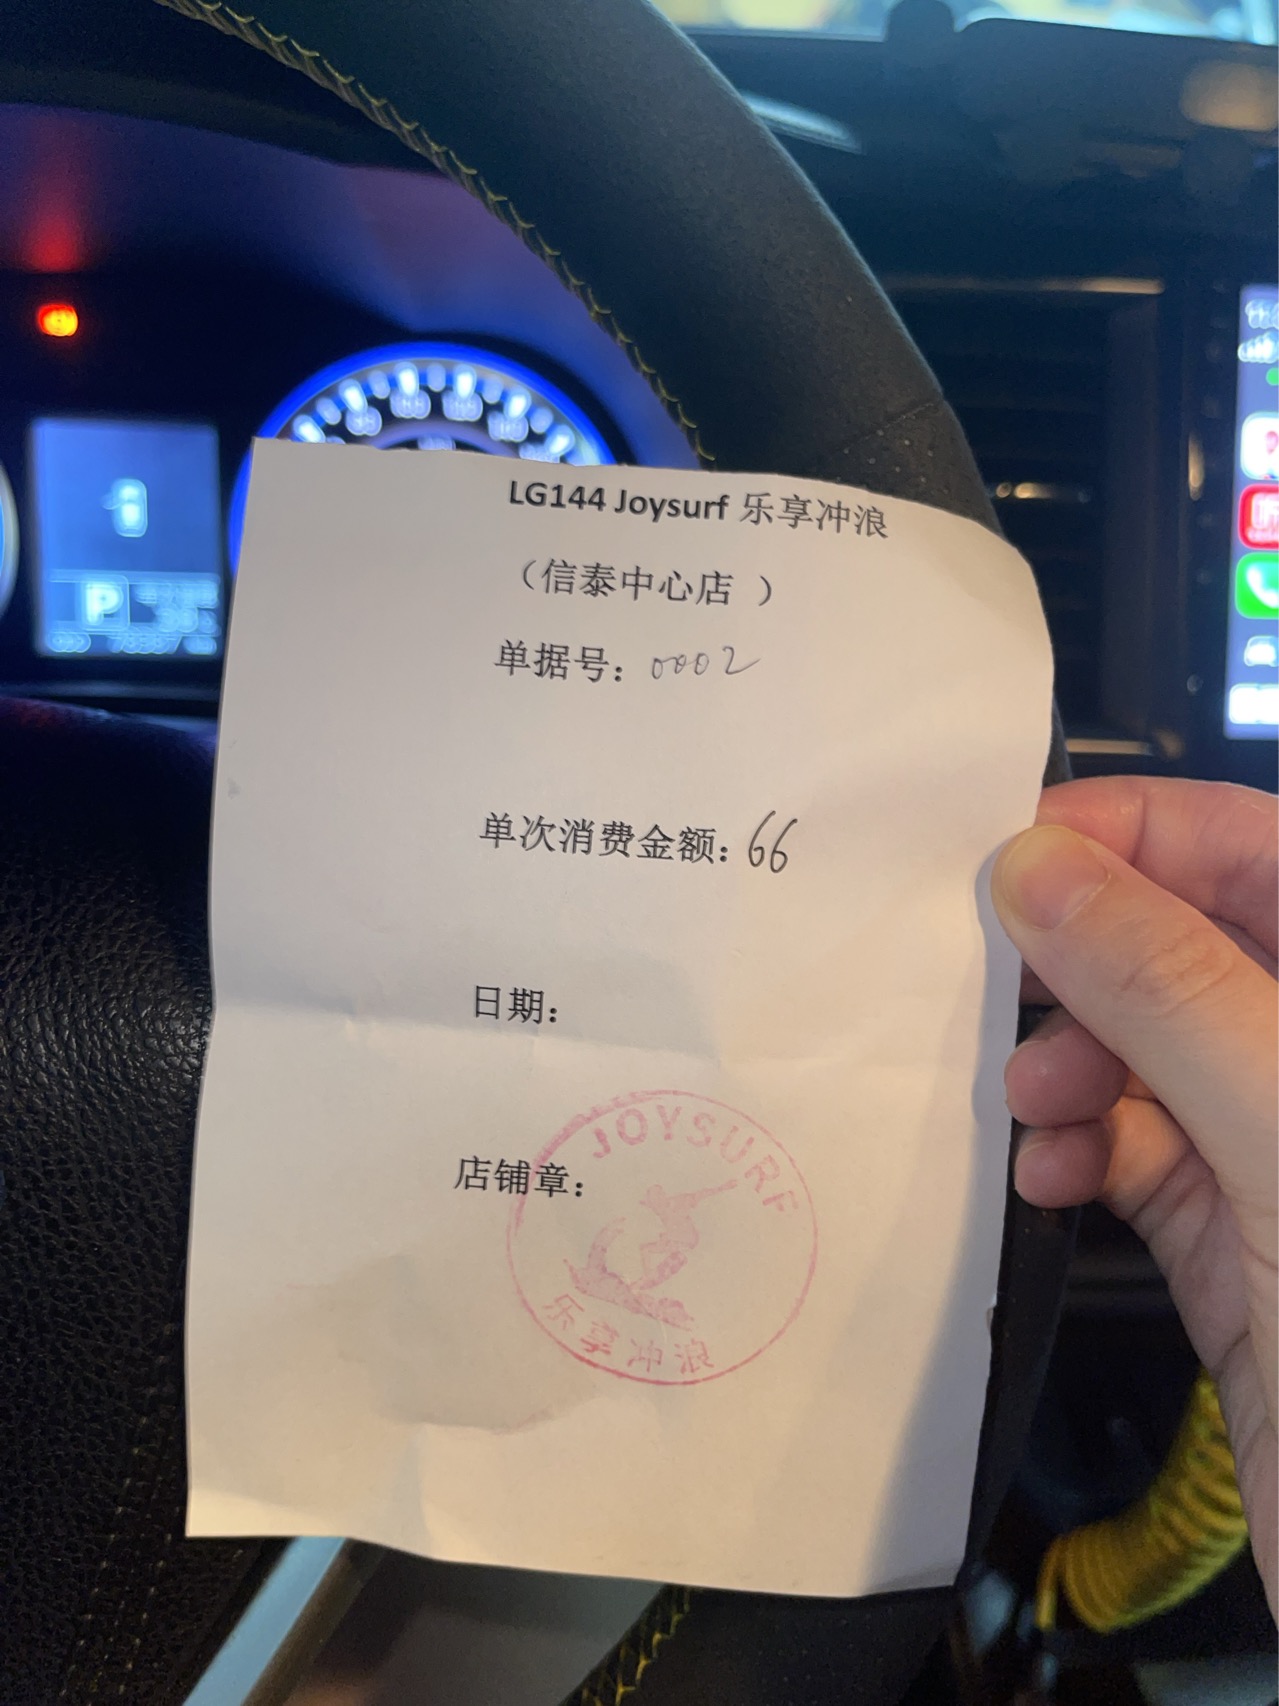 LG144 Joysurf 乐享冲浪
（信泰中心店 ）
单据号：0002
单次消费金额：66
日期：
店铺章：
JOYSURF
乐享冲浪
P